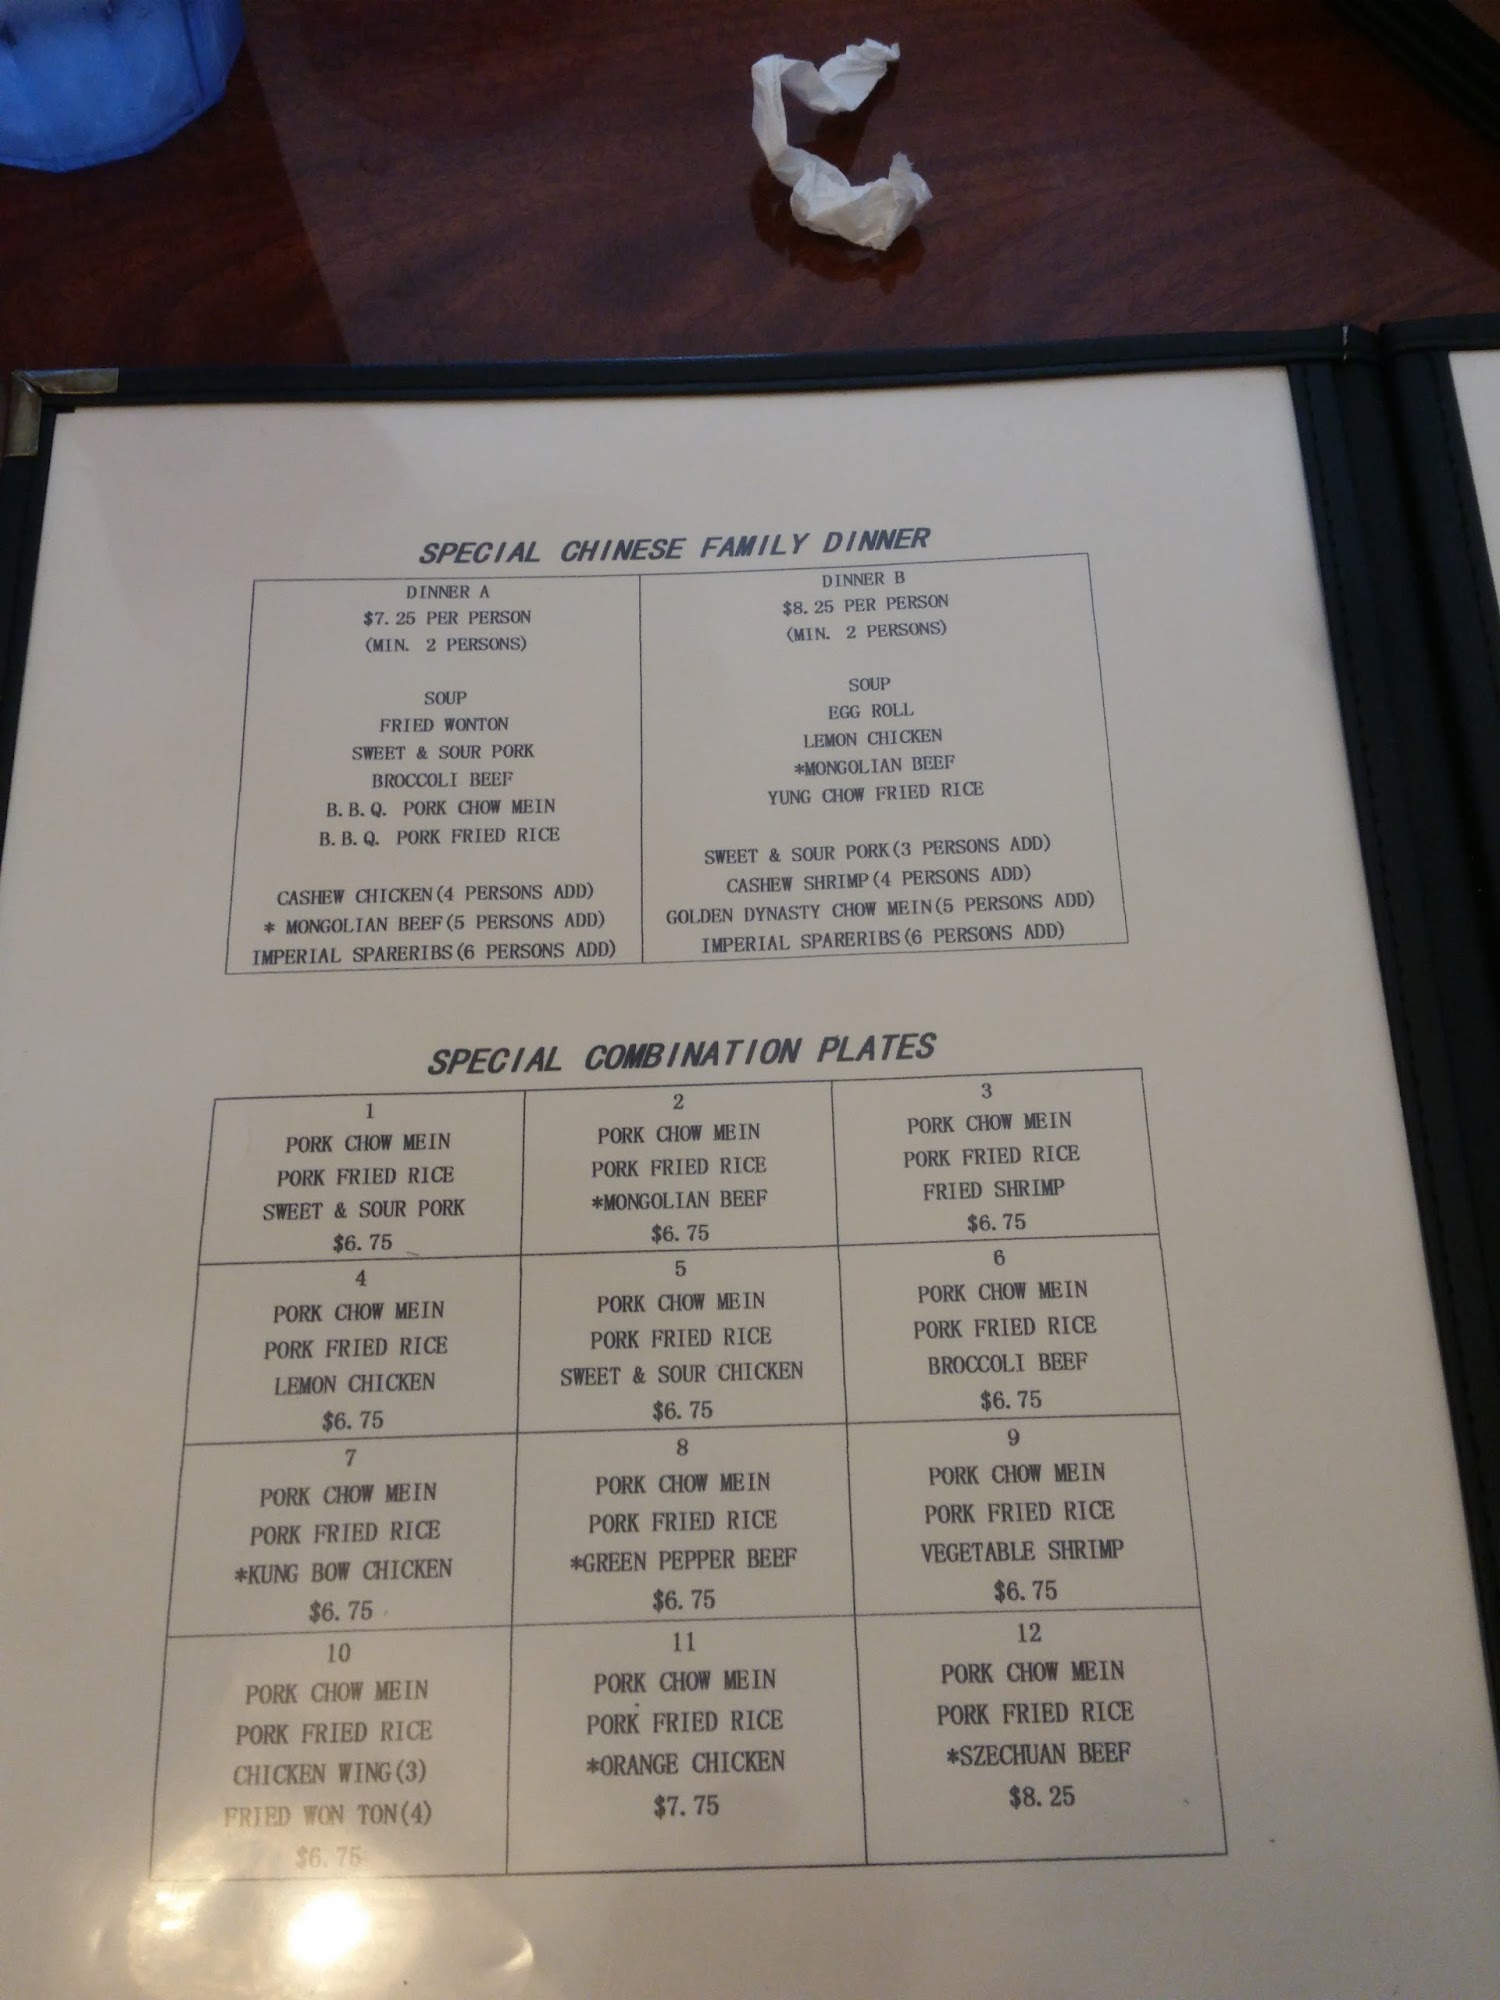 SPECIAL CHINESE FAMILY DINNER
DINNER A
$7.25 PER PERSON
(MIN. 2 PERSONS)
SOUP
FRIED WONTON
SWEET & SOUR PORK
BROCCOLI BEEF
B.B.Q. PORK CHOW MEIN
B.B.Q. PORK FRIED RICE
CASHEW CHICKEN(4 PERSONS ADD)
* MONGOLIAN BEEF(5 PERSONS ADD)
IMPERIAL SPARERIBS(6 PERSONS ADD)
DINNER B
$8.25 PER PERSON
(MIN. 2 PERSONS)
SOUP
EGG ROLL
LEMON CHICKEN
*MONGOLIAN BEEF
YUNG CHOW FRIED RICE
SWEET & SOUR PORK(3 PERSONS ADD)
CASHEW SHRIMP(4 PERSONS ADD)
GOLDEN DYNASTY CHOW MEIN(5 PERSONS ADD)
IMPERIAL SPARERIBS(6 PERSONS ADD)
SPECIAL COMBINATION PLATES
1
PORK CHOW MEIN
PORK FRIED RICE
SWEET & SOUR PORK
$6.75
2
PORK CHOW MEIN
PORK FRIED RICE
*MONGOLIAN BEEF
$6.75
3
PORK CHOW MEIN
PORK FRIED RICE
FRIED SHRIMP
$6.75
4
PORK CHOW MEIN
PORK FRIED RICE
LEMON CHICKEN
$6.75
5
PORK CHOW MEIN
PORK FRIED RICE
SWEET & SOUR CHICKEN
$6.75
6
PORK CHOW MEIN
PORK FRIED RICE
BROCCOLI BEEF
$6.75
7
PORK CHOW MEIN
PORK FRIED RICE
*KUNG BOW CHICKEN
$6.75
8
PORK CHOW MEIN
PORK FRIED RICE
*GREEN PEPPER BEEF
$6.75
9
PORK CHOW MEIN
PORK FRIED RICE
VEGETABLE SHRIMP
$6.75
10
PORK CHOW MEIN
PORK FRIED RICE
CHICKEN WING(3)
FRIED WON TON(4)
$6.75
11
PORK CHOW MEIN
PORK FRIED RICE
*ORANGE CHICKEN
$7.75
12
PORK CHOW MEIN
PORK FRIED RICE
*SZECHUAN BEEF
$8.25